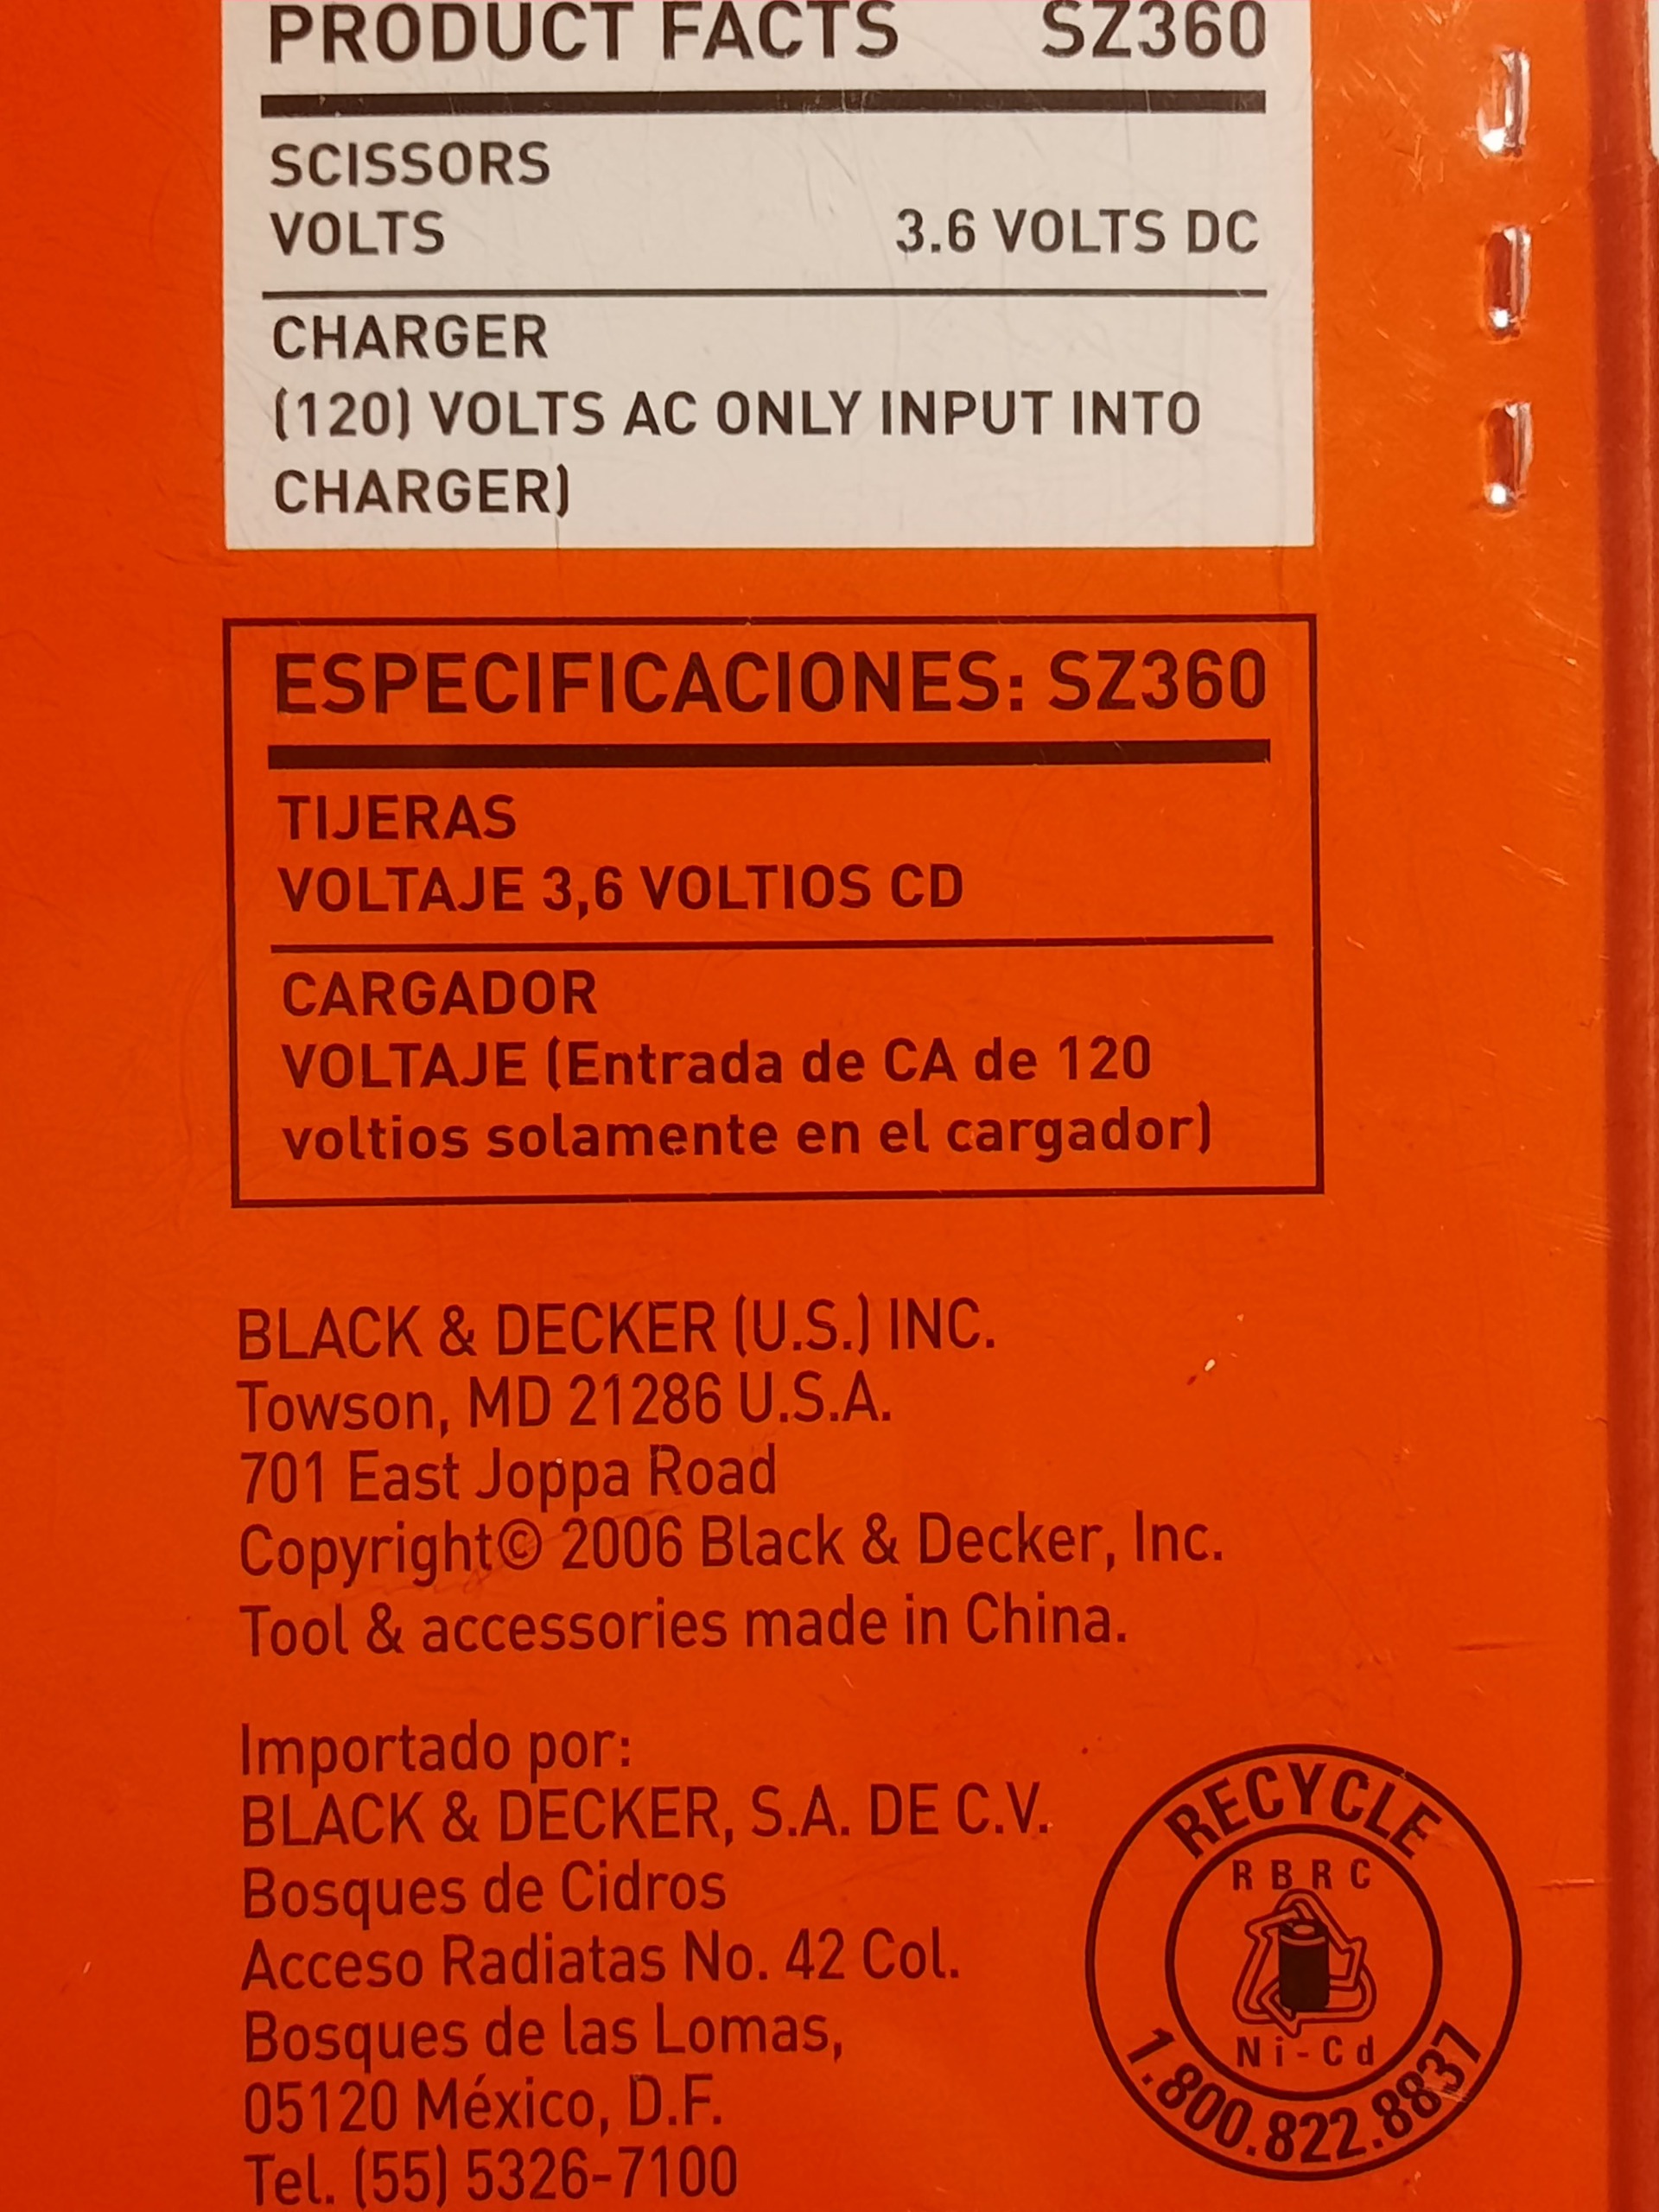 PRODUCT FACTS SZ360
SCISSORS
VOLTS 3.6 VOLTS DC
CHARGER
(120) VOLTS AC ONLY INPUT INTO
CHARGER)
ESPECIFICACIONES: SZ360
TIJERAS
VOLTAJE 3,6 VOLTIOS CD
CARGADOR
VOLTAJE (Entrada de CA de 120
voltios solamente en el cargador)
BLACK & DECKER (U.S.) INC.
Towson, MD 21286 U.S.A.
701 East Joppa Road
Copyright© 2006 Black & Decker, Inc.
Tool & accessories made in China.
Importado por:
BLACK & DECKER, S.A. DE C.V.
Bosques de Cidros
Acceso Radiatas No. 42 Col.
Bosques de las Lomas,
05120 México, D.F.
Tel. (55) 5326-7100
RECYCLE
RBRC
Ni-Cd
1.800.822.8837